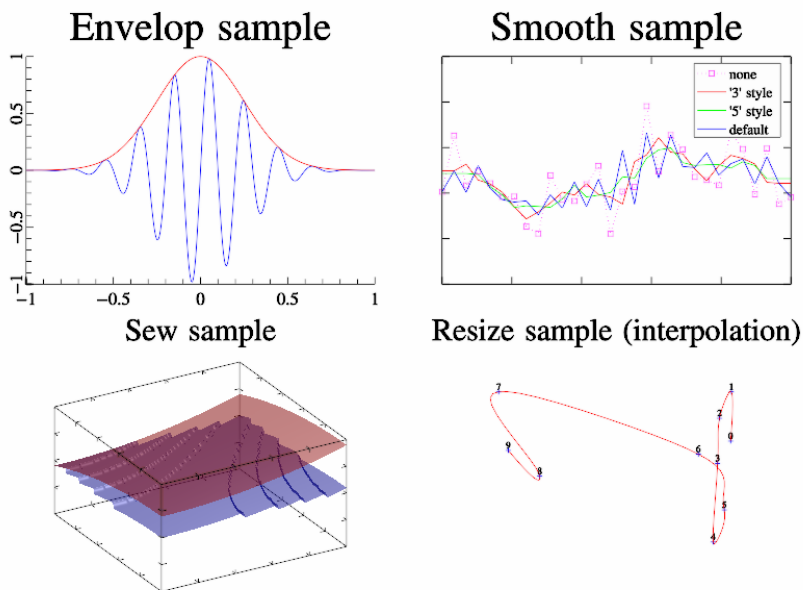 Envelop sample
Smooth sample
none
'3' style
'5' style
default
1
0.5
0
−0.5
−1
−1
−0.5
0
0.5
1
Sew sample
Resize sample (interpolation)
7
1
2
0
9
6
3
8
5
4